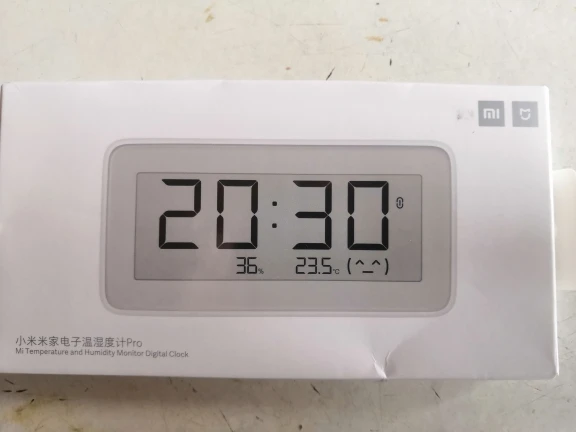 mi
20:30
36% 23.5°C (^_^)
小米米家电子温湿度计Pro
Mi Temperature and Humidity Monitor Digital Clock